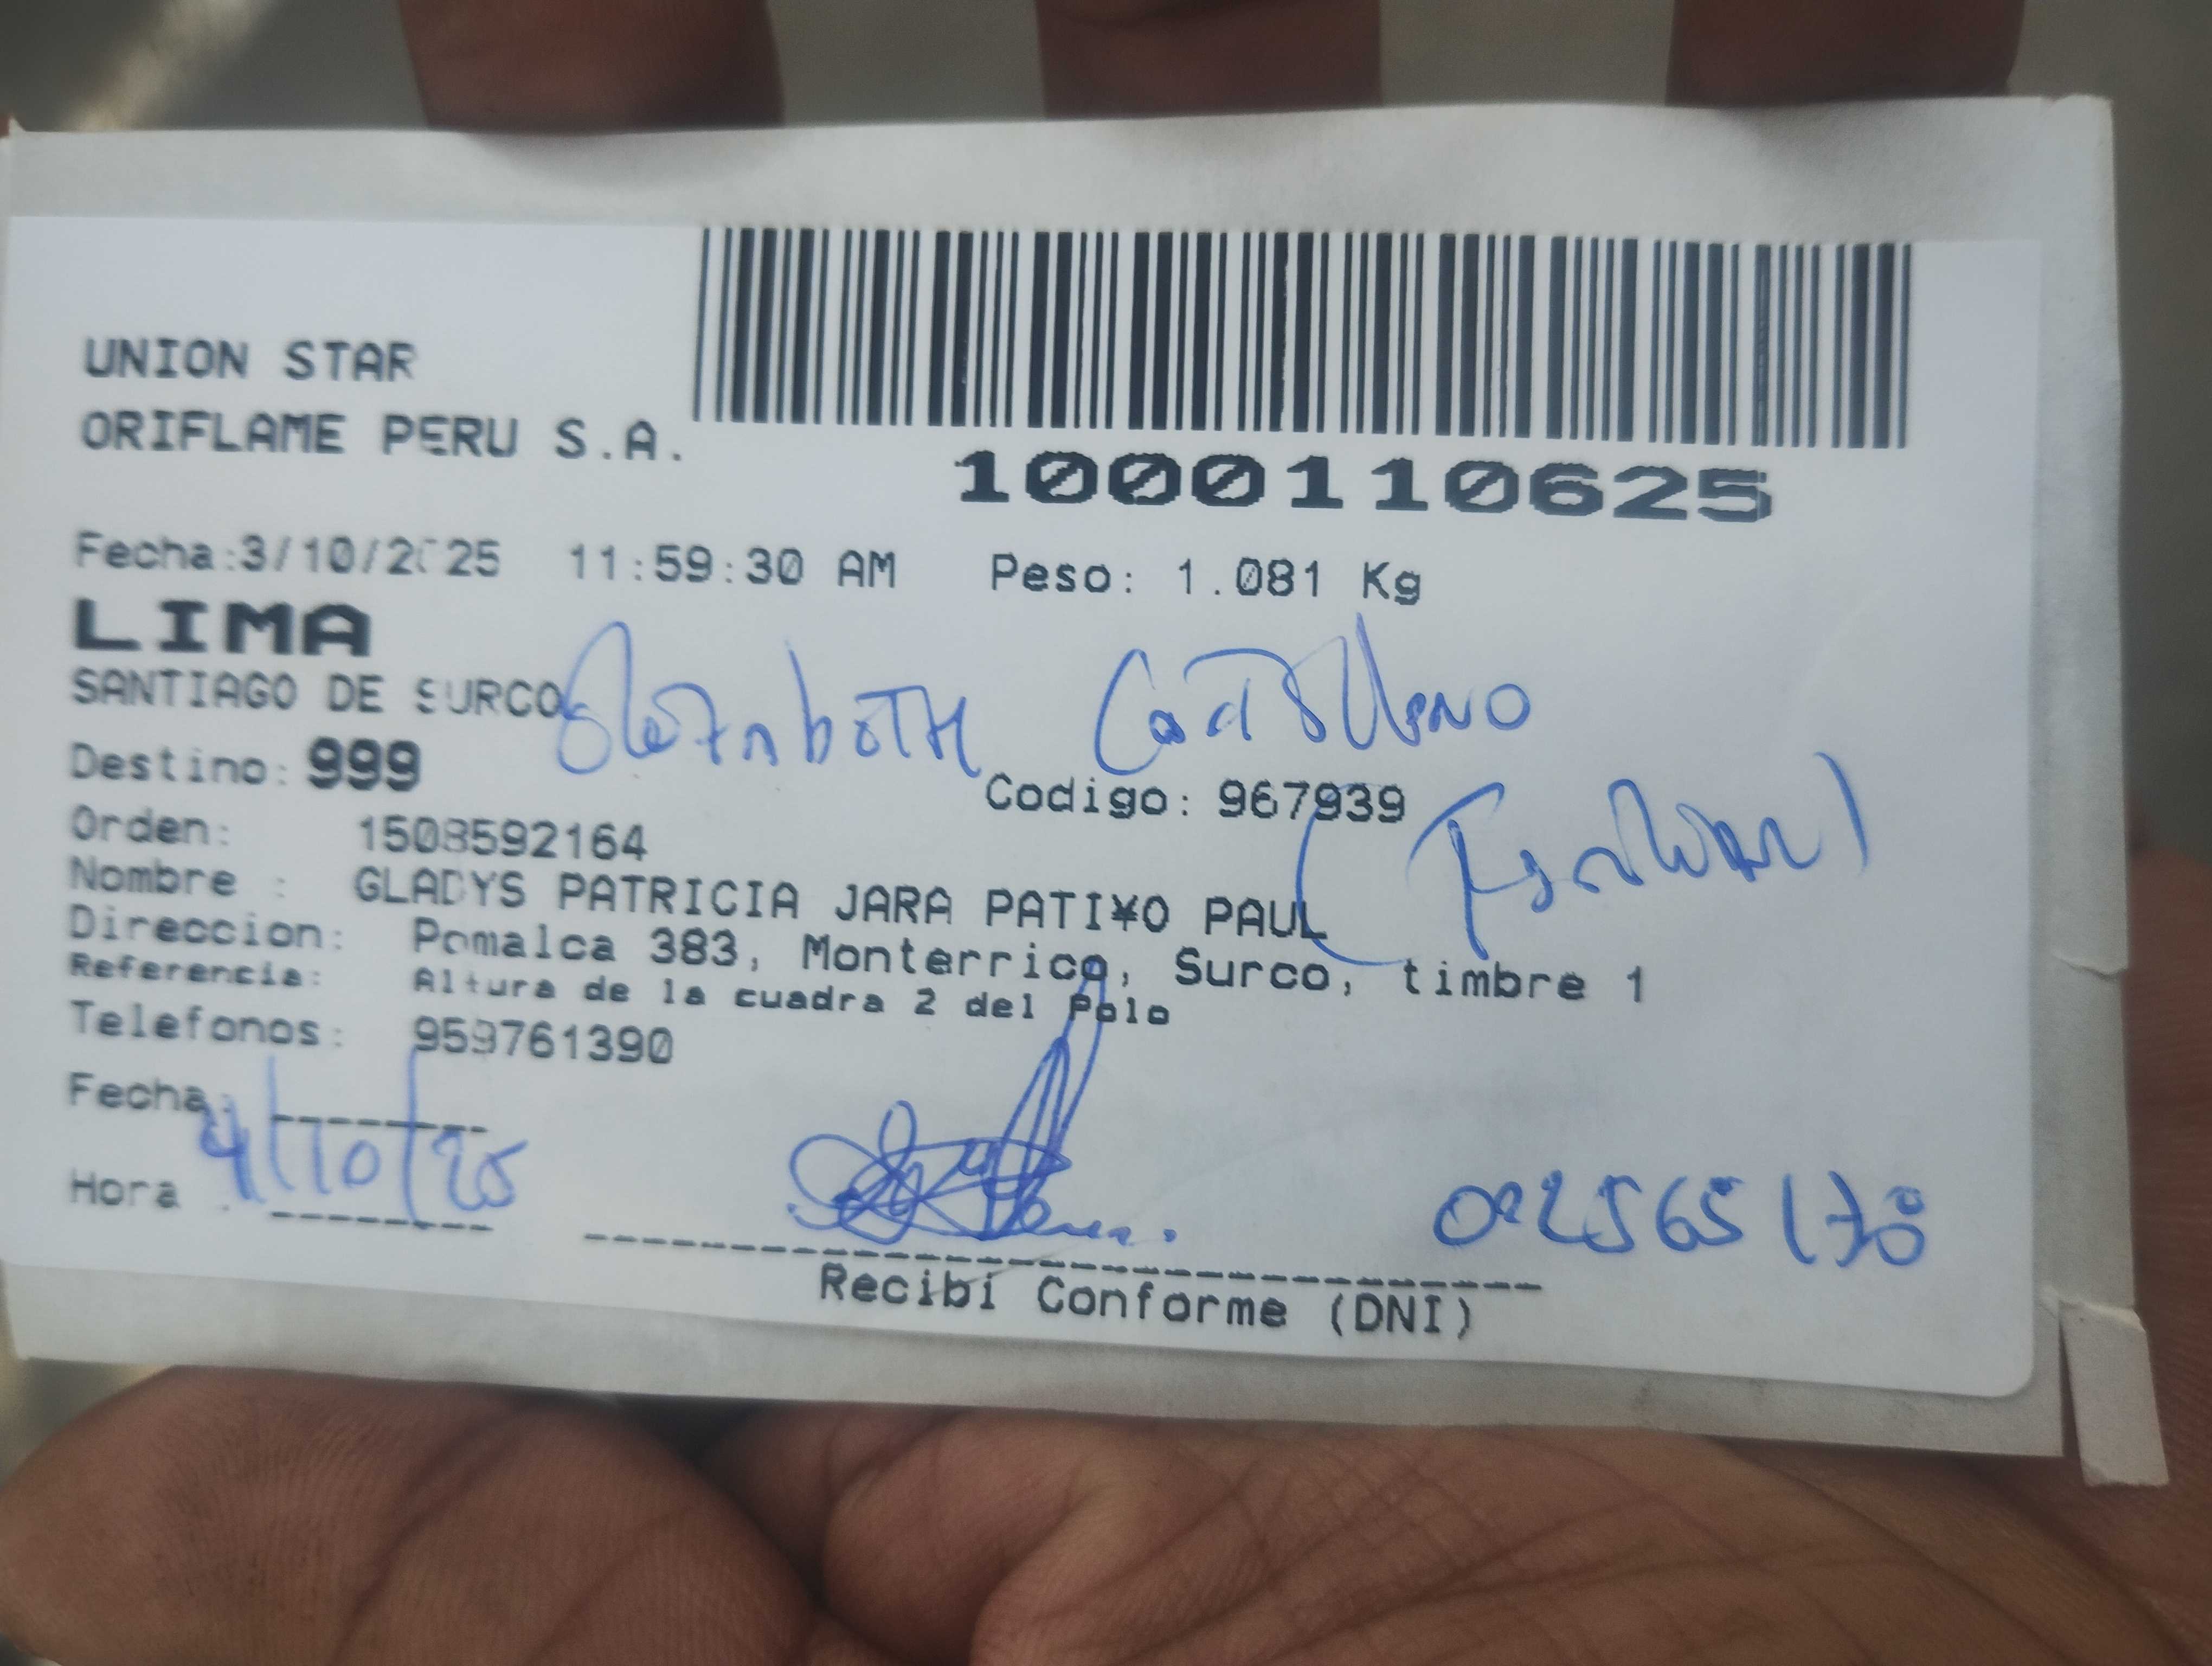 UNION STAR
ORIFLAME PERU S.A.
1000110625
Fecha:3/10/2025 11:59:30 AM Peso: 1.081 Kg
LIMA
SANTIAGO DE SURCO
Destino: 999
Codigo: 967939
Orden: 1508592164
Nombre : GLADYS PATRICIA JARA PATI¥O PAUL
(Familiar)
Direccion: Pomalca 383, Monterrico, Surco, timbre 1
Referencia: Altura de la cuadra 2 del Polo
Telefonos: 959761390
Fecha: 4/10/25
Hora :
Recibi Conforme (DNI)